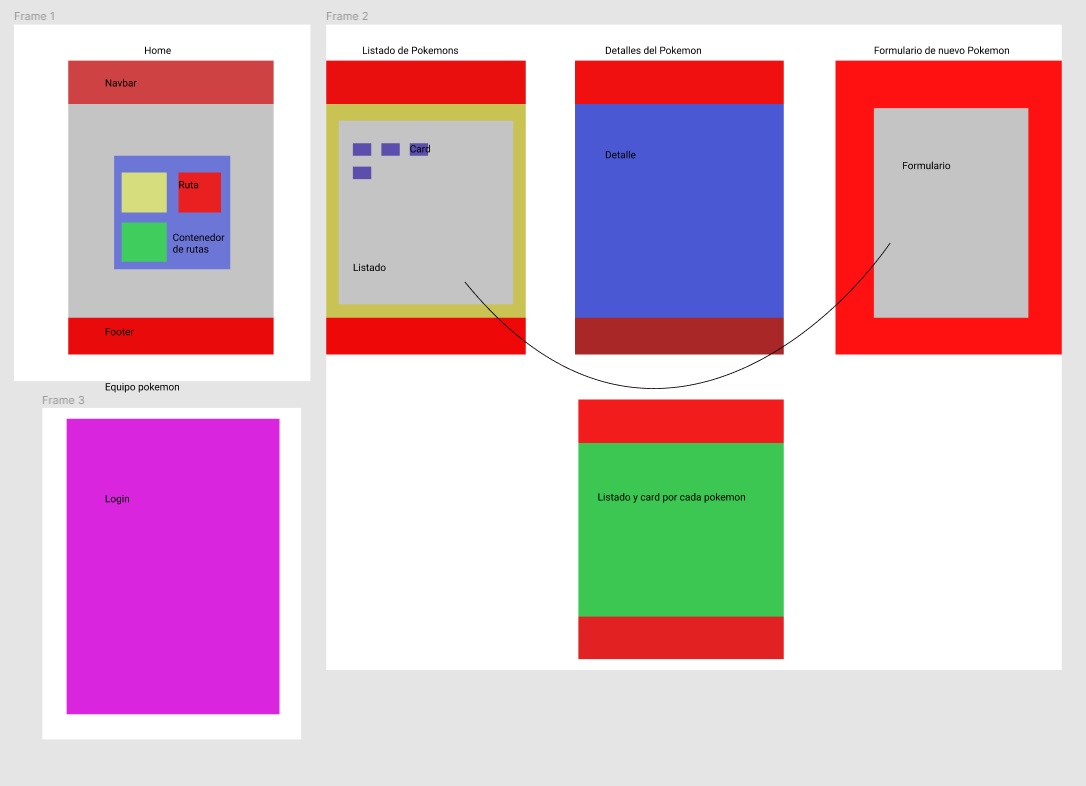 Frame 1
Home
Navbar
Ruta
Contenedor
de rutas
Footer
Frame 2
Listado de Pokemons
Card
Listado
Detalles del Pokemon
Detalle
Formulario de nuevo Pokemon
Formulario
Listado y card por cada pokemon
Equipo pokemon
Frame 3
Login